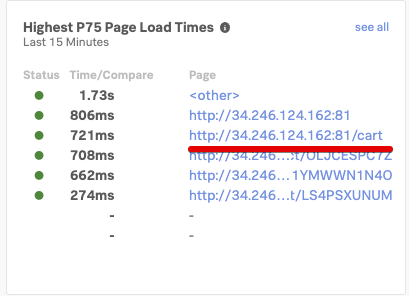 Highest P75 Page Load Times
see all
Last 15 Minutes
Status Time/Compare Page
1.73s <other>
806ms http://34.246.124.162:81
721ms http://34.246.124.162:81/cart
708ms http://34.246…:t/OLJCESPC7Z
662ms http://34.246…1YMWWN1N4O
274ms http://34.246…t/LS4PSXUNUM
- -
- -